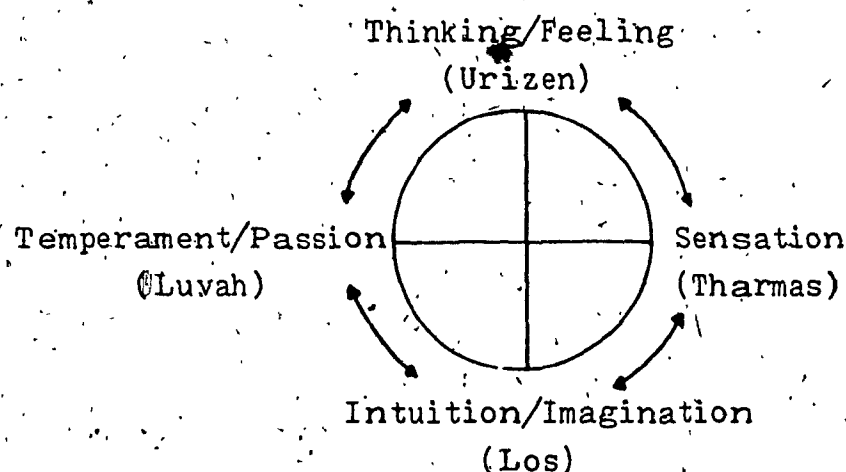 Thinking/Feeling
(Urizen)
Temperament/Passion
(Luvah)
Sensation
(Tharmas)
Intuition/Imagination
(Los)